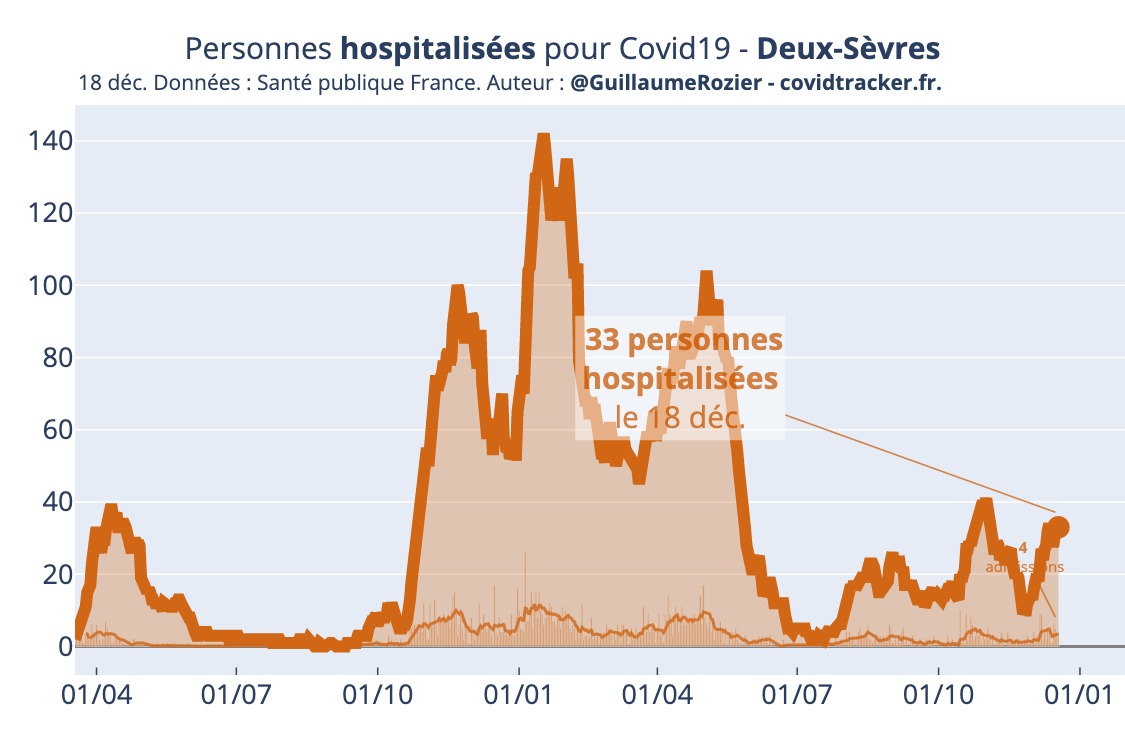 Personnes hospitalisées pour Covid19 - Deux-Sèvres
18 déc. Données : Santé publique France. Auteur : @GuillaumeRozier - covidtracker.fr.
140
120
100
80
60
40
20
0
33 personnes
hospitalisées
le 18 déc.
4
admissions
01/04 01/07 01/10 01/01 01/04 01/07 01/10 01/01